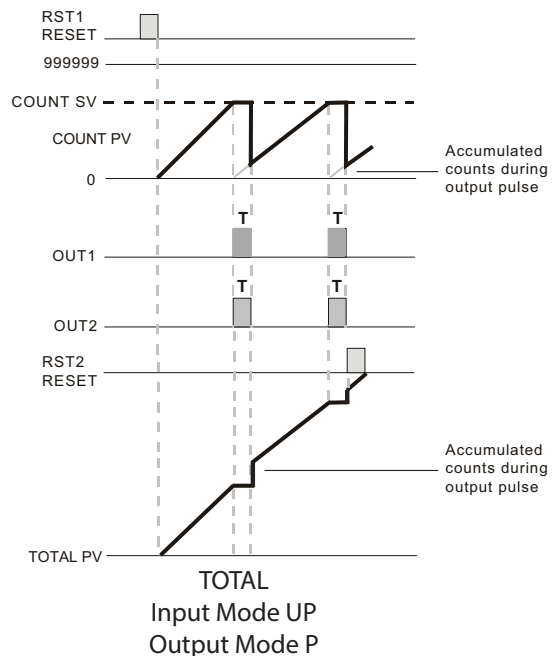 RST1
RESET
999999
COUNT SV
COUNT PV
Accumulated
counts during
output pulse
0
T T
OUT1
T T
OUT2
RST2
RESET
Accumulated
counts during
output pulse
TOTAL PV
TOTAL
Input Mode UP
Output Mode P